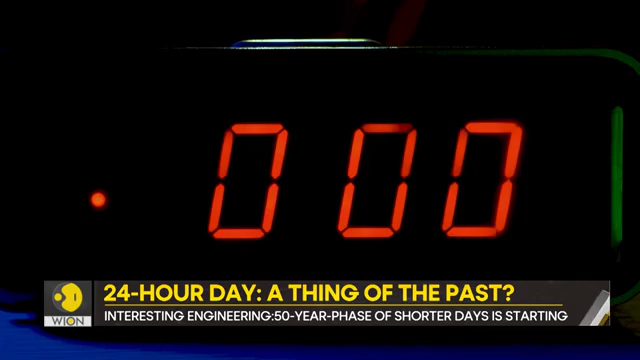 000
24-HOUR DAY: A THING OF THE PAST?
WION
INTERESTING ENGINEERING:50-YEAR-PHASE OF SHORTER DAYS IS STARTING